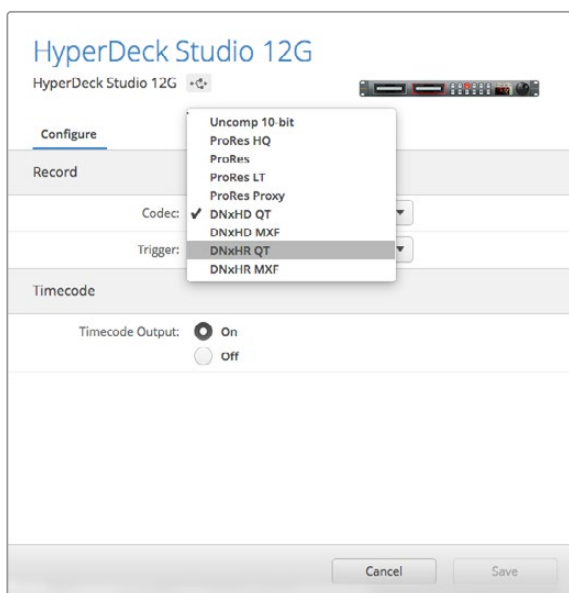 HyperDeck Studio 12G
HyperDeck Studio 12G
Configure
Record
Codec:
Trigger:
Uncomp 10-bit
ProRes HQ
ProRes
ProRes LT
ProRes Proxy
✔ DNxHD QT
DNxHD MXF
DNxHR QT
DNxHR MXF
Timecode
Timecode Output:
On
Off
Cancel
Save